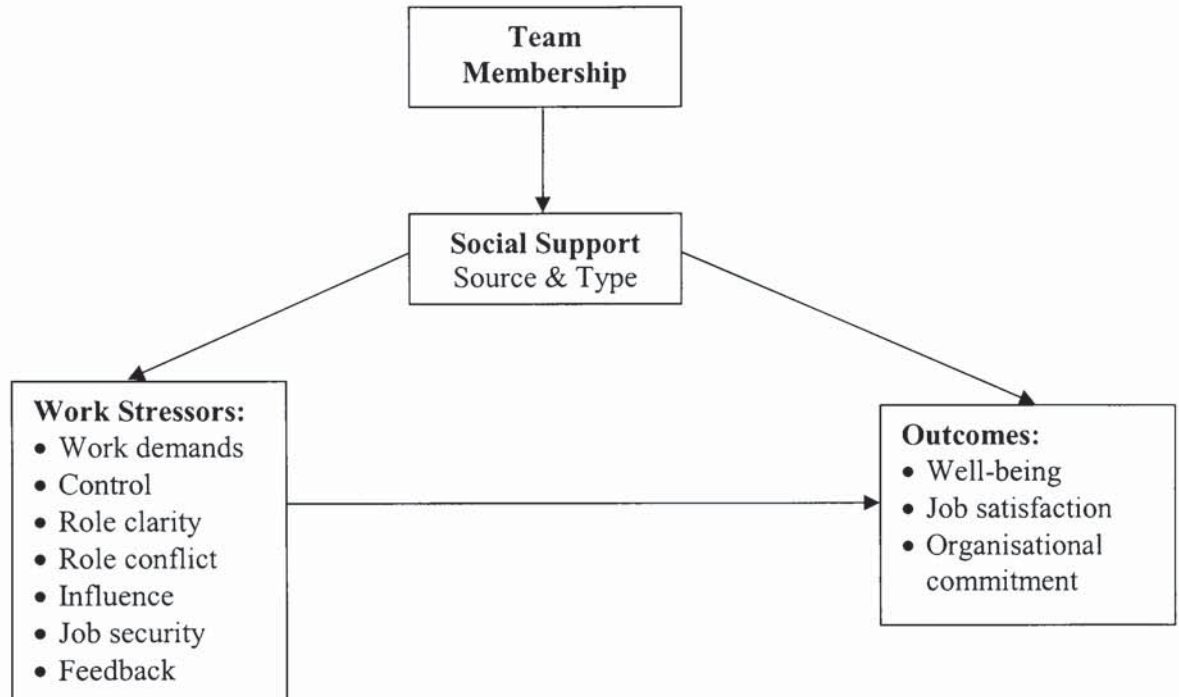 Team
Membership
Social Support
Source & Type
Work Stressors:
• Work demands
• Control
• Role clarity
• Role conflict
• Influence
• Job security
• Feedback
Outcomes:
• Well-being
• Job satisfaction
• Organisational
commitment